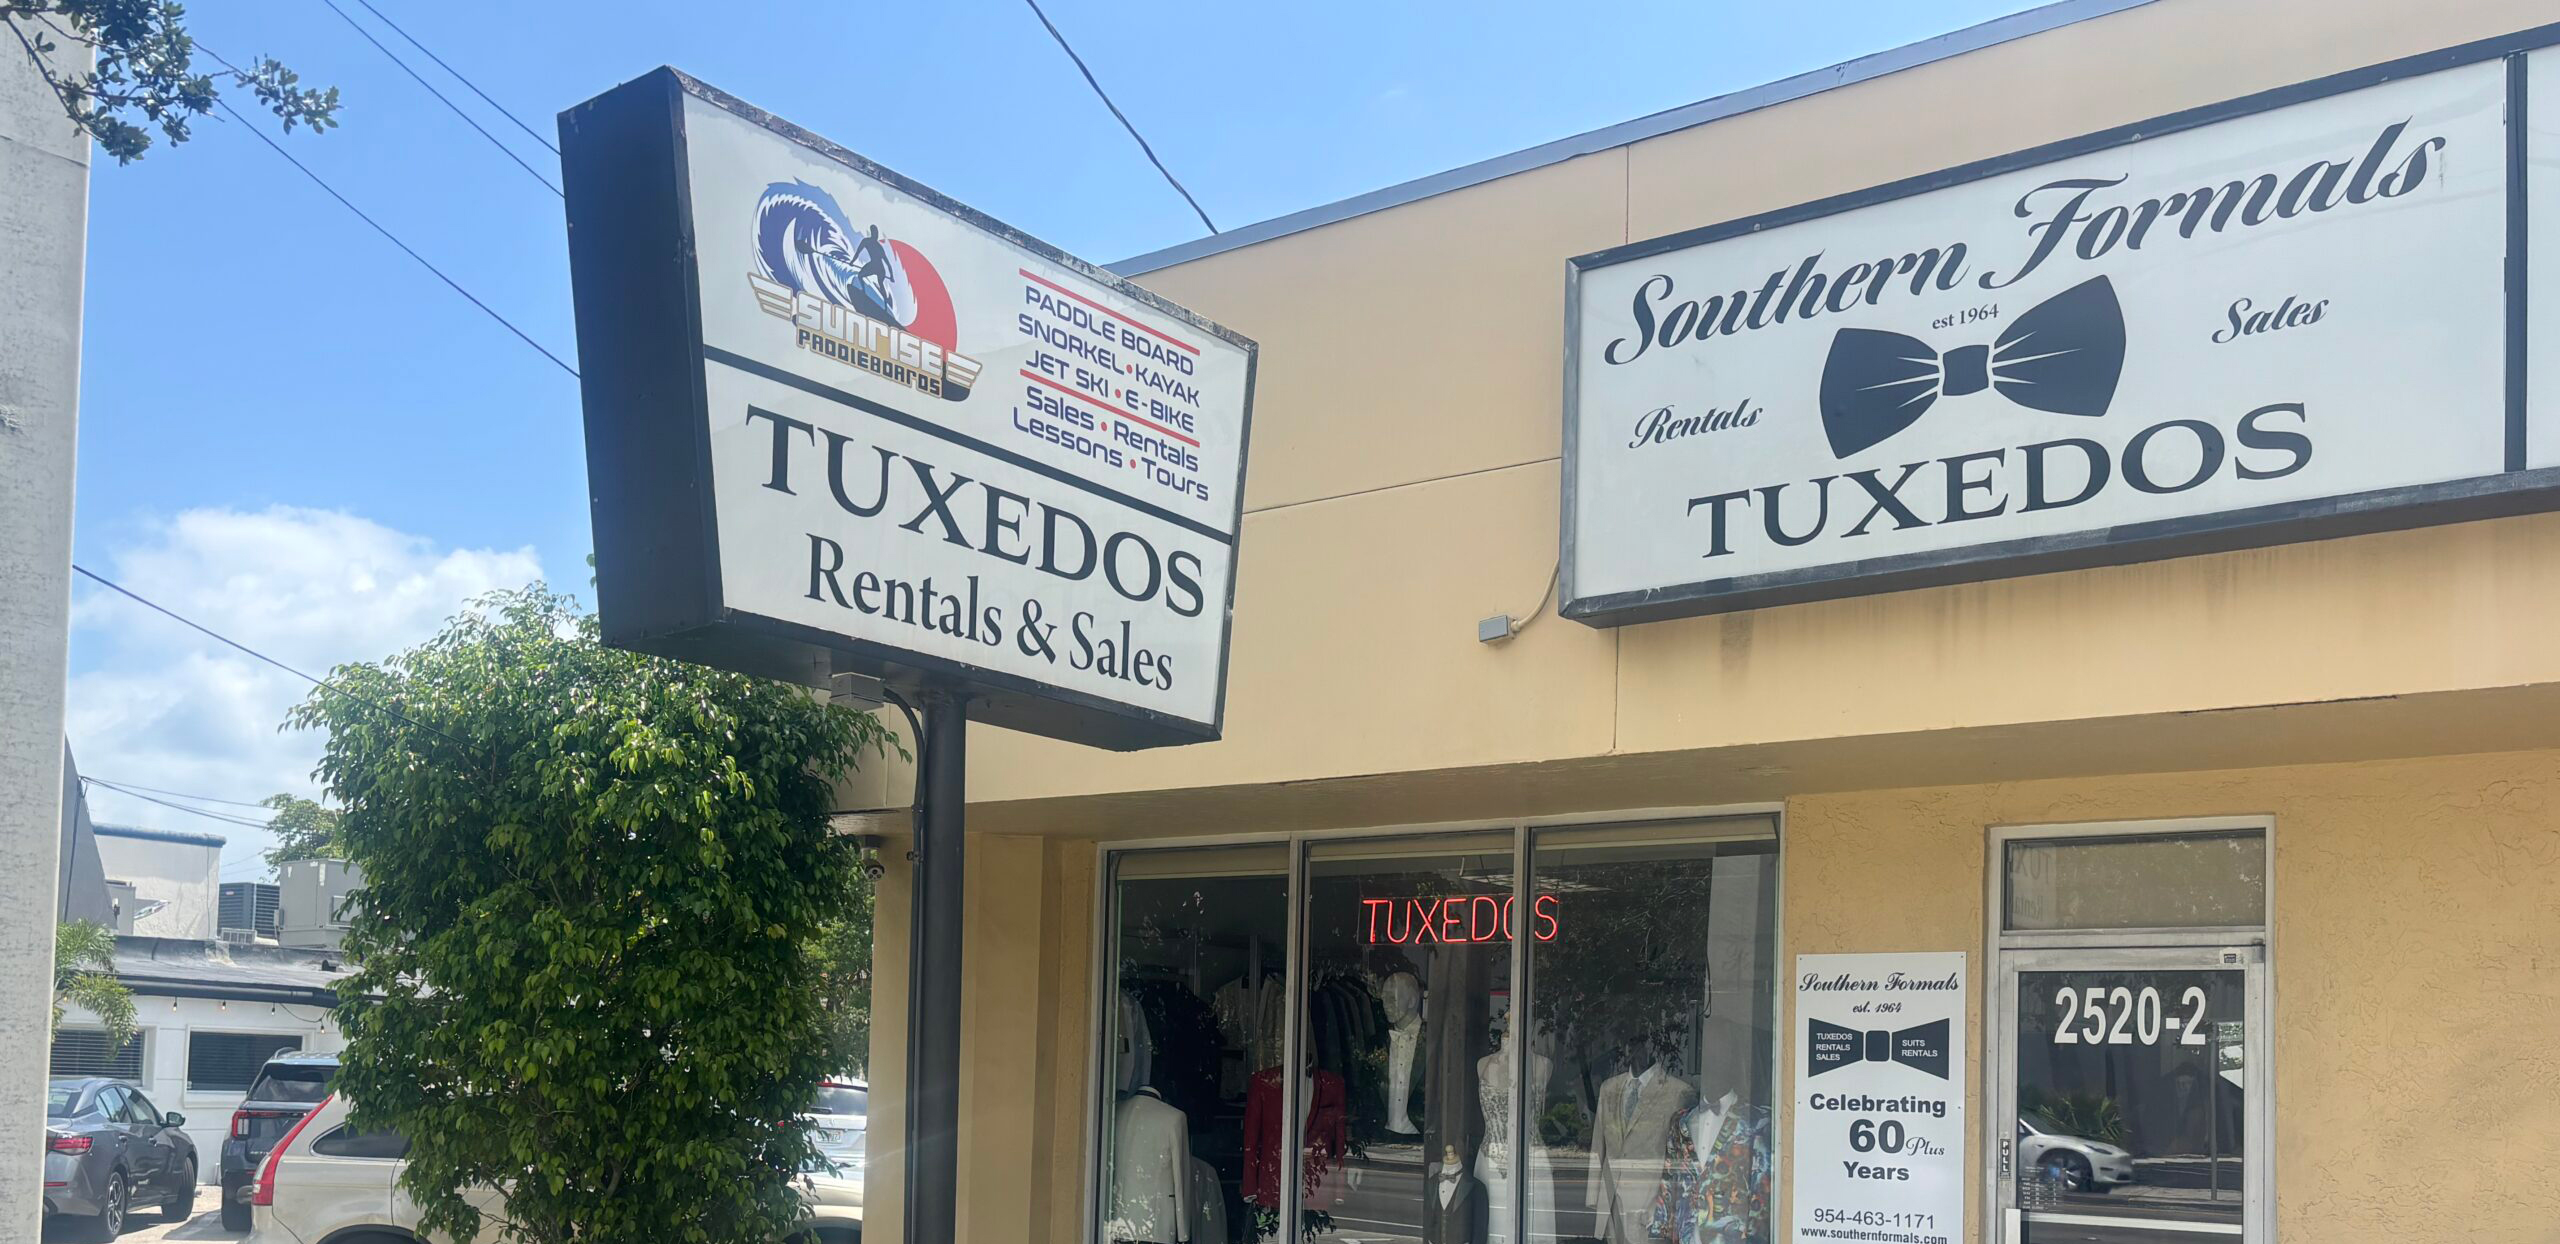 SUNRISE
PADDLEBOARDS
PADDLE BOARD
SNORKEL • KAYAK
JET SKI • E-BIKE
Sales • Rentals
Lessons • Tours
TUXEDOS
Rentals & Sales
Southern Formals
est 1964
Rentals
Sales
TUXEDOS
TUXEDOS
Southern Formals
est. 1964
TUXEDOS
RENTALS
SALES
SUITS
RENTALS
Celebrating
60 Plus
Years
954-463-1171
www.southernformals.com
2520-2
PULL